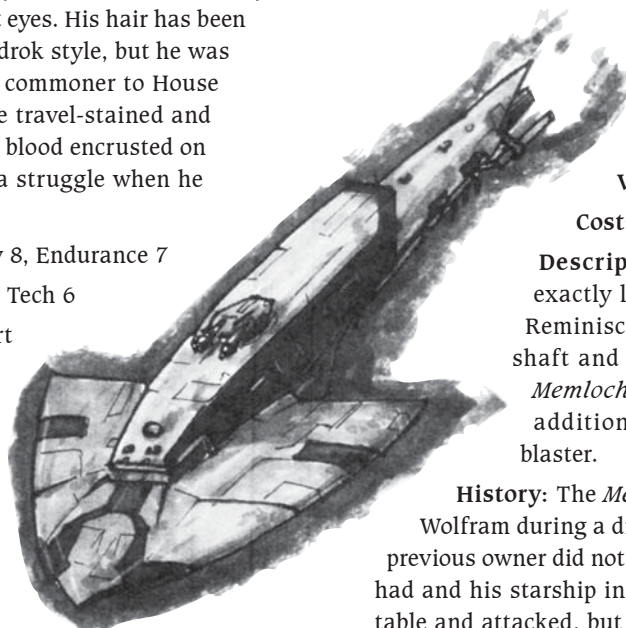 t eyes. His hair has been
drok style, but he was
commoner to House
e travel-stained and
blood encrusted on
a struggle when he
y 8, Endurance 7
Tech 6
rt
V
Cost
Descrip
exactly l
Reminisc
shaft and
Memloch
addition
blaster.
History: The Me
Wolfram during a d
previous owner did not
had and his starship in
table and attacked, but